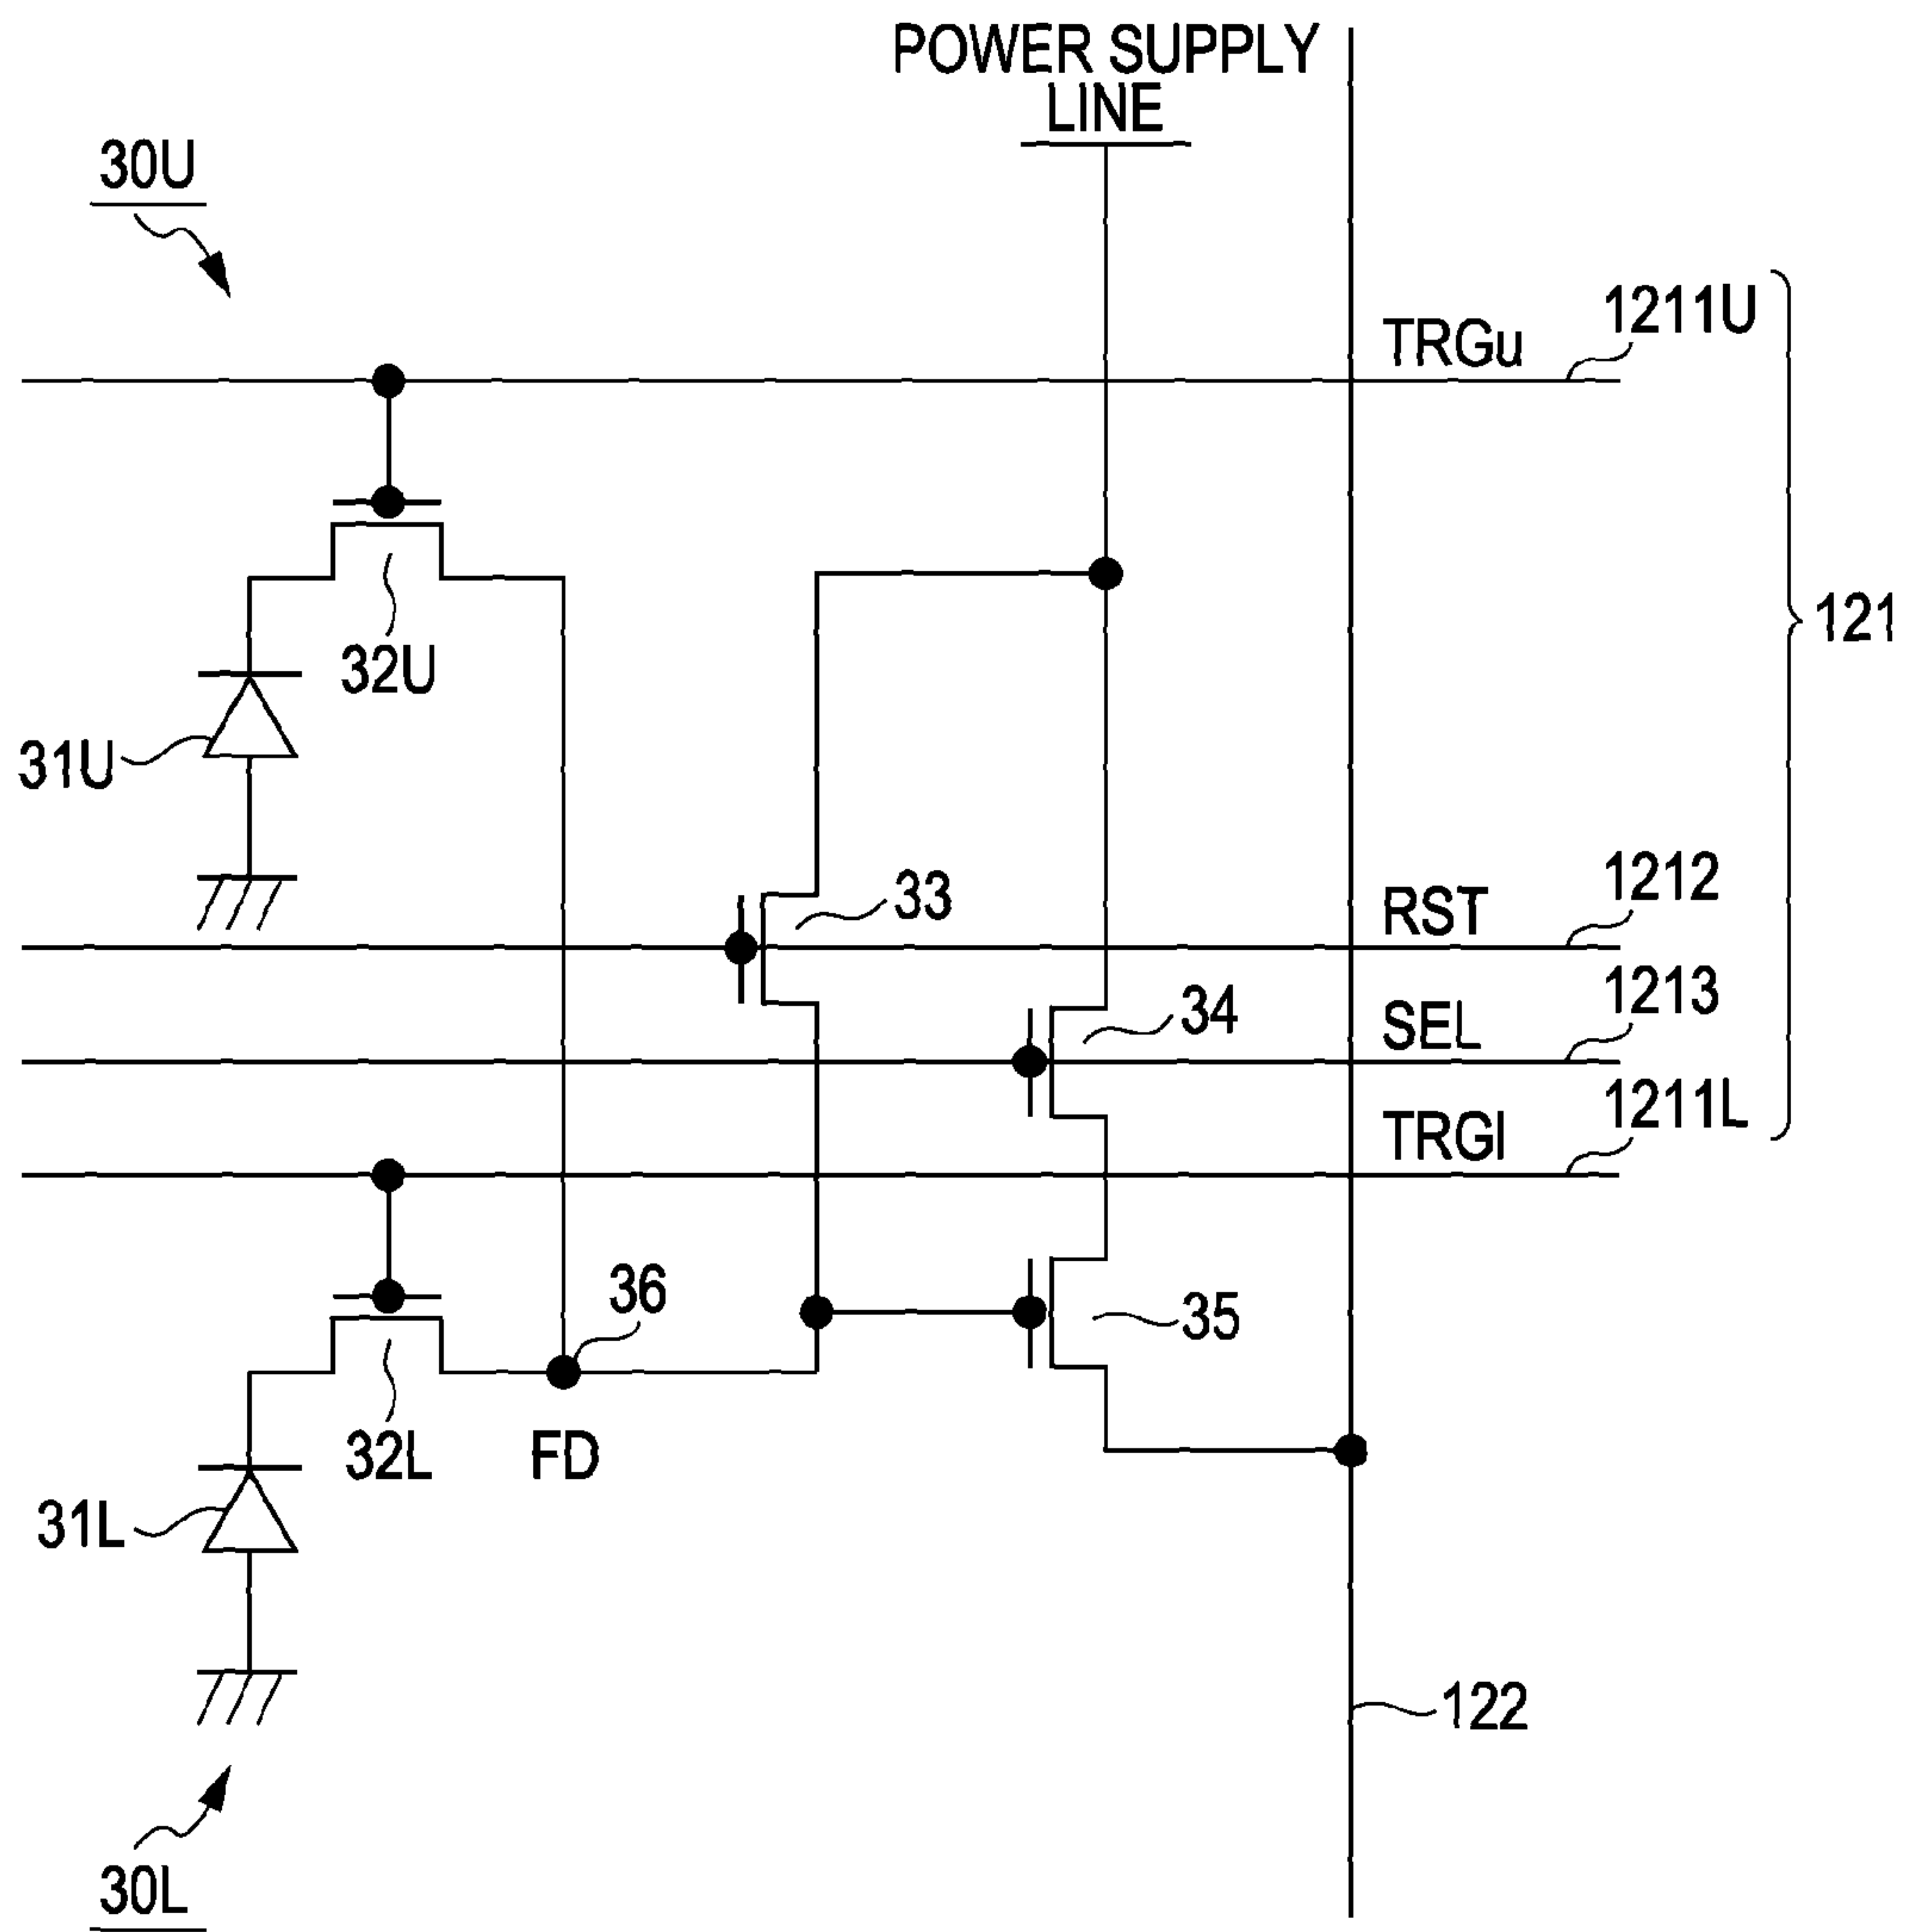 POWER SUPPLY
LINE
30U
1211U
TRGu
121
32U
31U
33
1212
RST
34
1213
SEL
1211L
TRGl
36
35
32L
FD
31L
122
30L